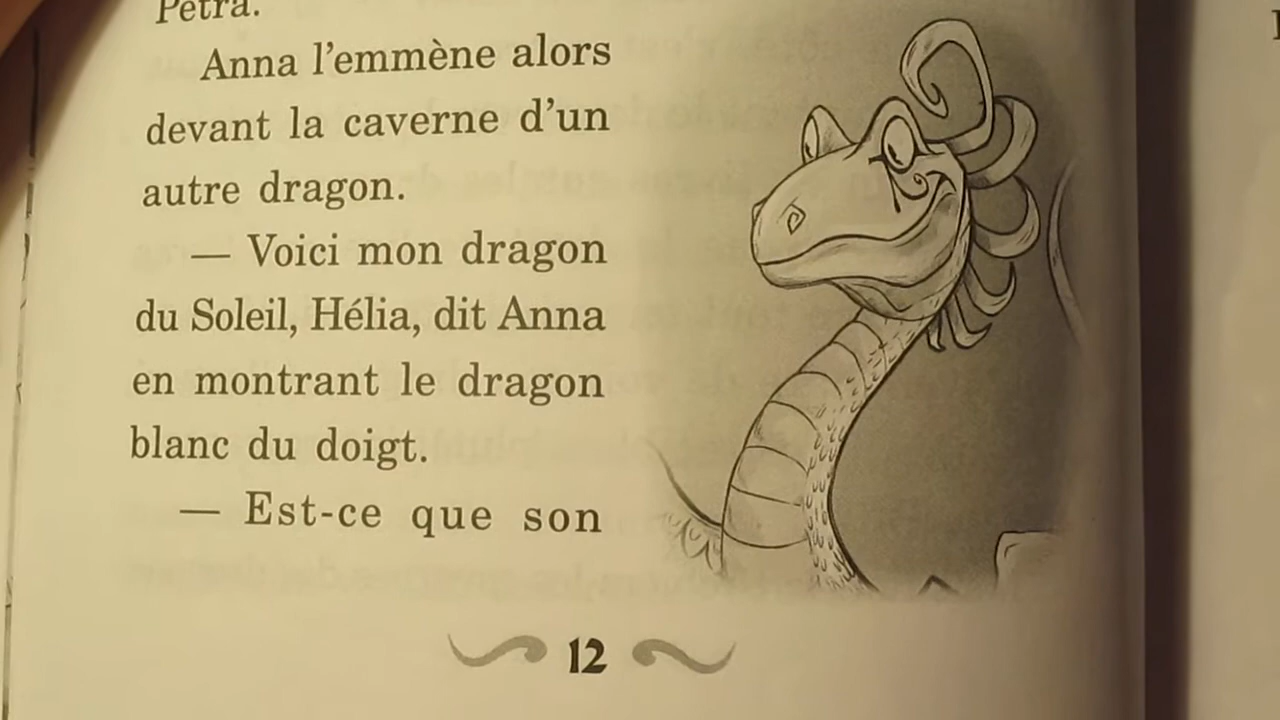 Petra.
Anna l'emmène alors
devant la caverne d'un
autre dragon.
— Voici mon dragon
du Soleil, Hélia, dit Anna
en montrant le dragon
blanc du doigt.
— Est-ce que son
12